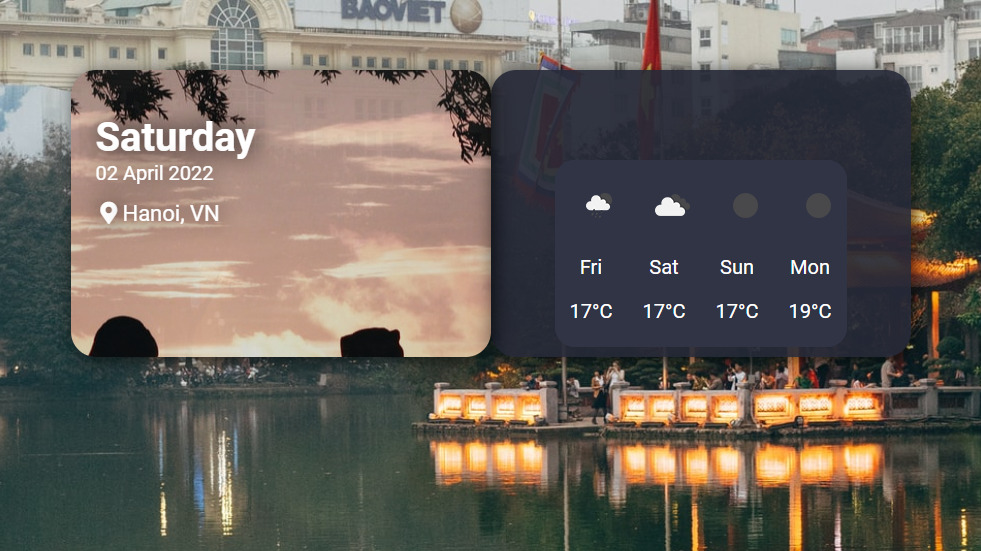 BAOVIET
Saturday
02 April 2022
Hanoi, VN
Fri Sat Sun Mon
17°C 17°C 17°C 19°C